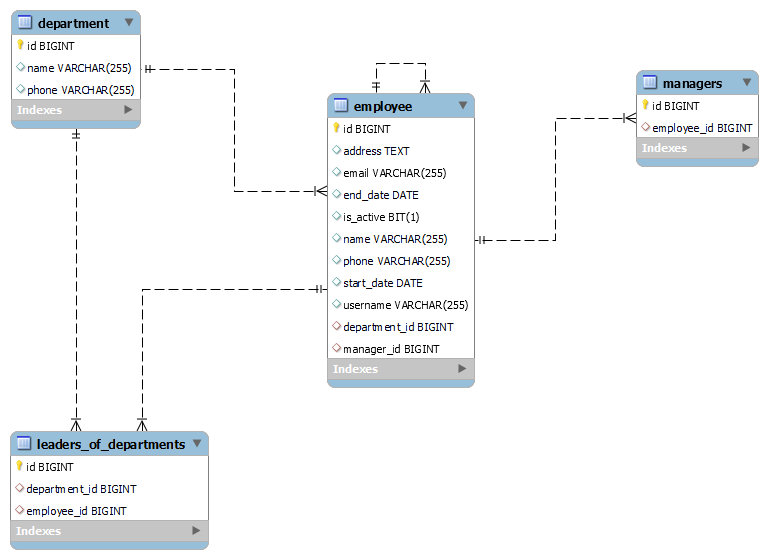 department
id BIGINT
name VARCHAR(255)
phone VARCHAR(255)
Indexes
employee
id BIGINT
address TEXT
email VARCHAR(255)
end_date DATE
is_active BIT(1)
name VARCHAR(255)
phone VARCHAR(255)
start_date DATE
username VARCHAR(255)
department_id BIGINT
manager_id BIGINT
Indexes
managers
id BIGINT
employee_id BIGINT
Indexes
leaders_of_departments
id BIGINT
department_id BIGINT
employee_id BIGINT
Indexes